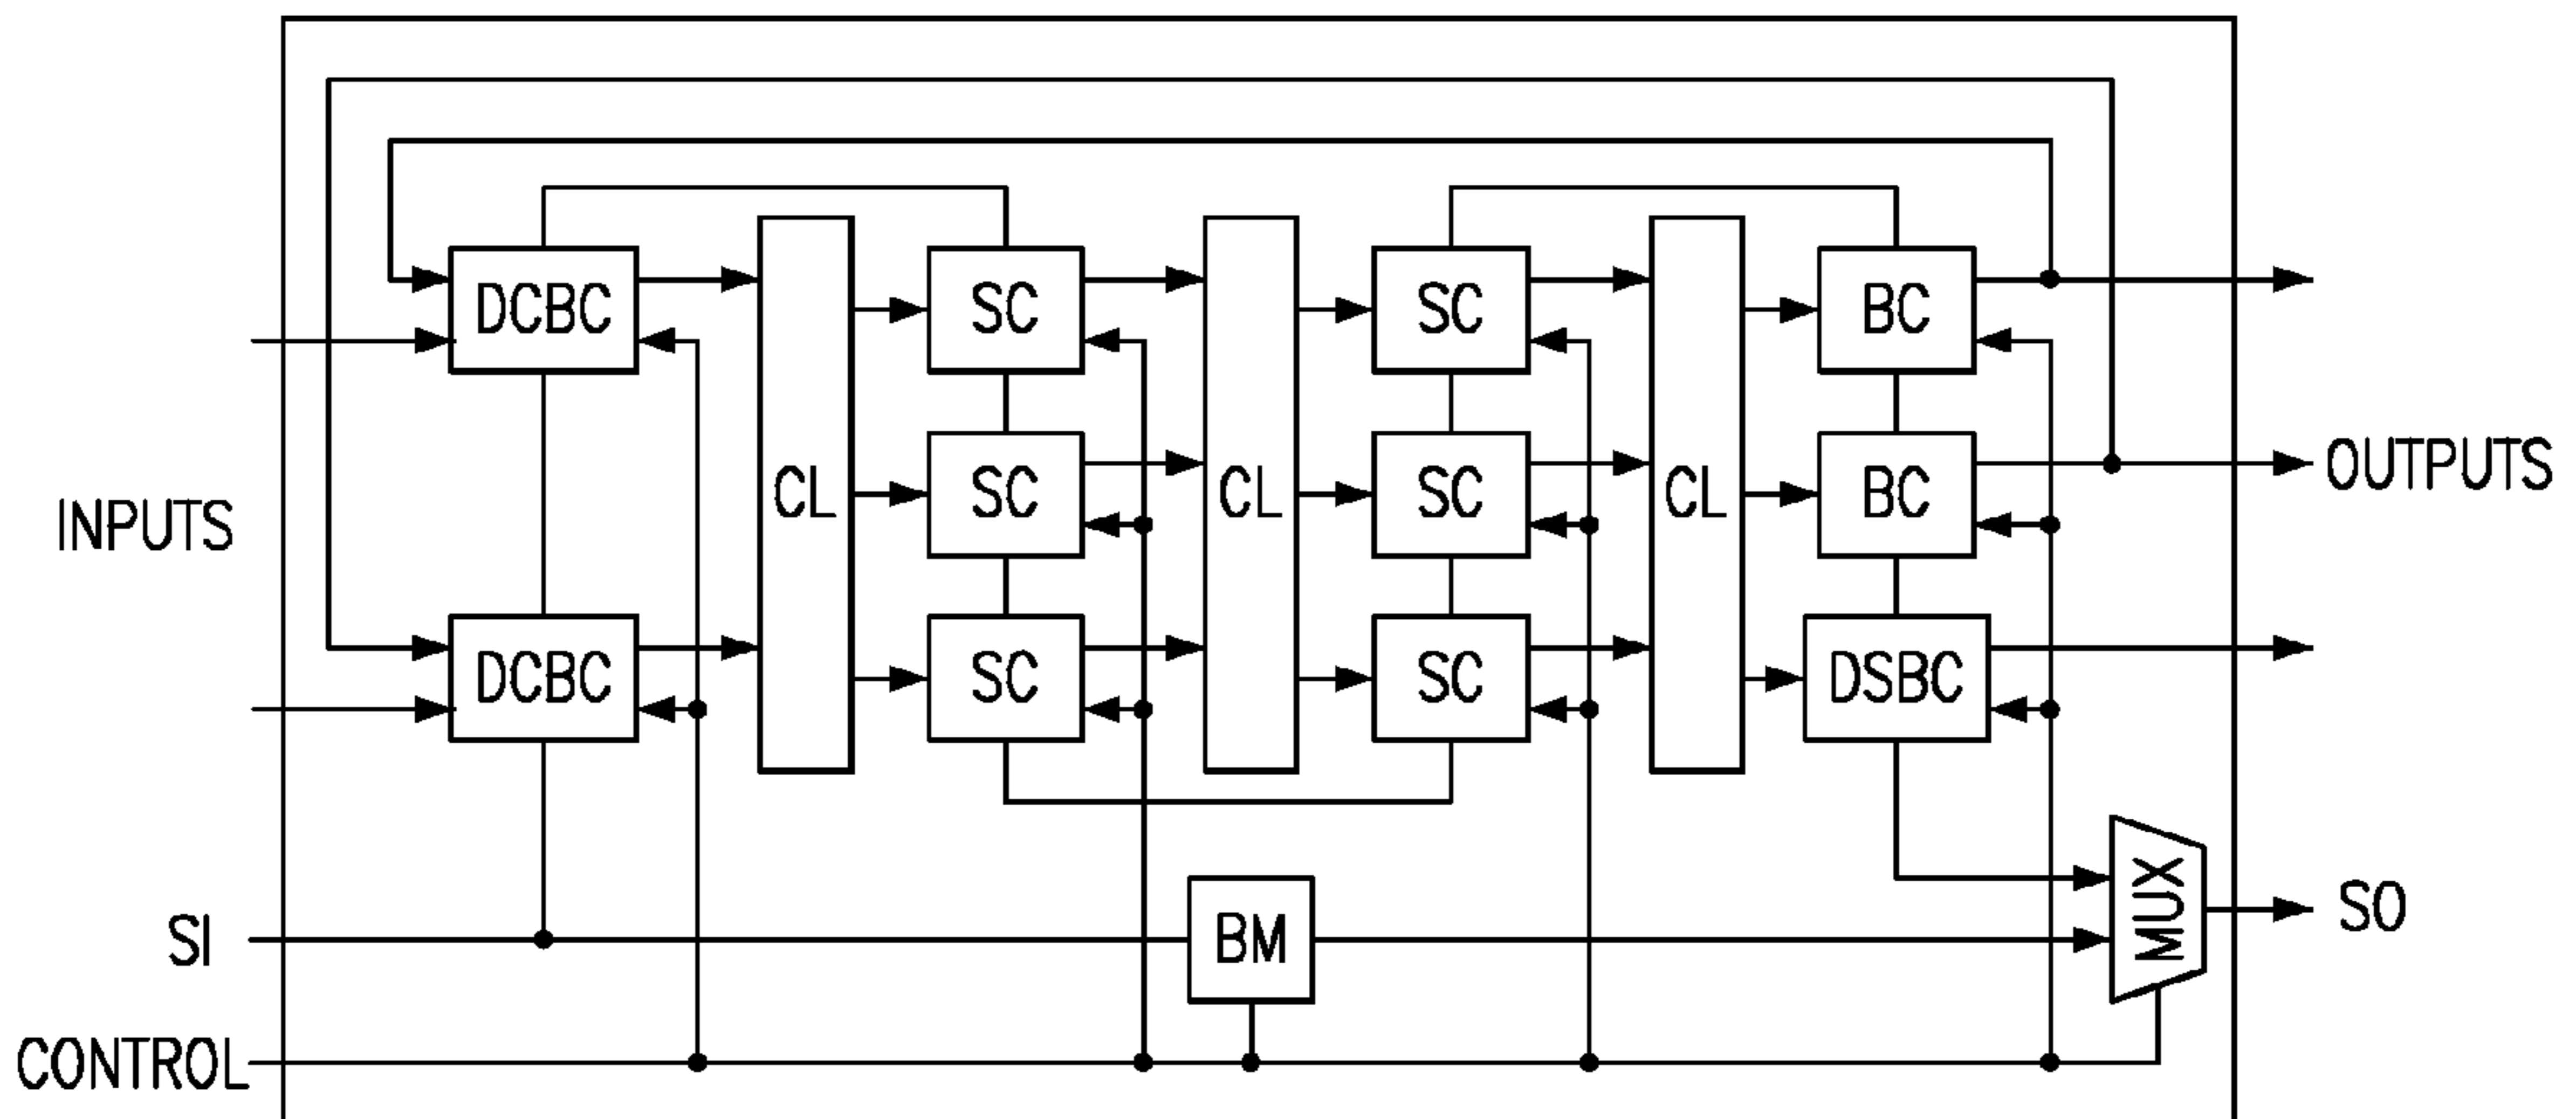 DCBC
SC
SC
BC
INPUTS
CL
SC
CL
SC
CL
BC
OUTPUTS
DCBC
SC
SC
DSBC
SI
BM
MUX
SO
CONTROL